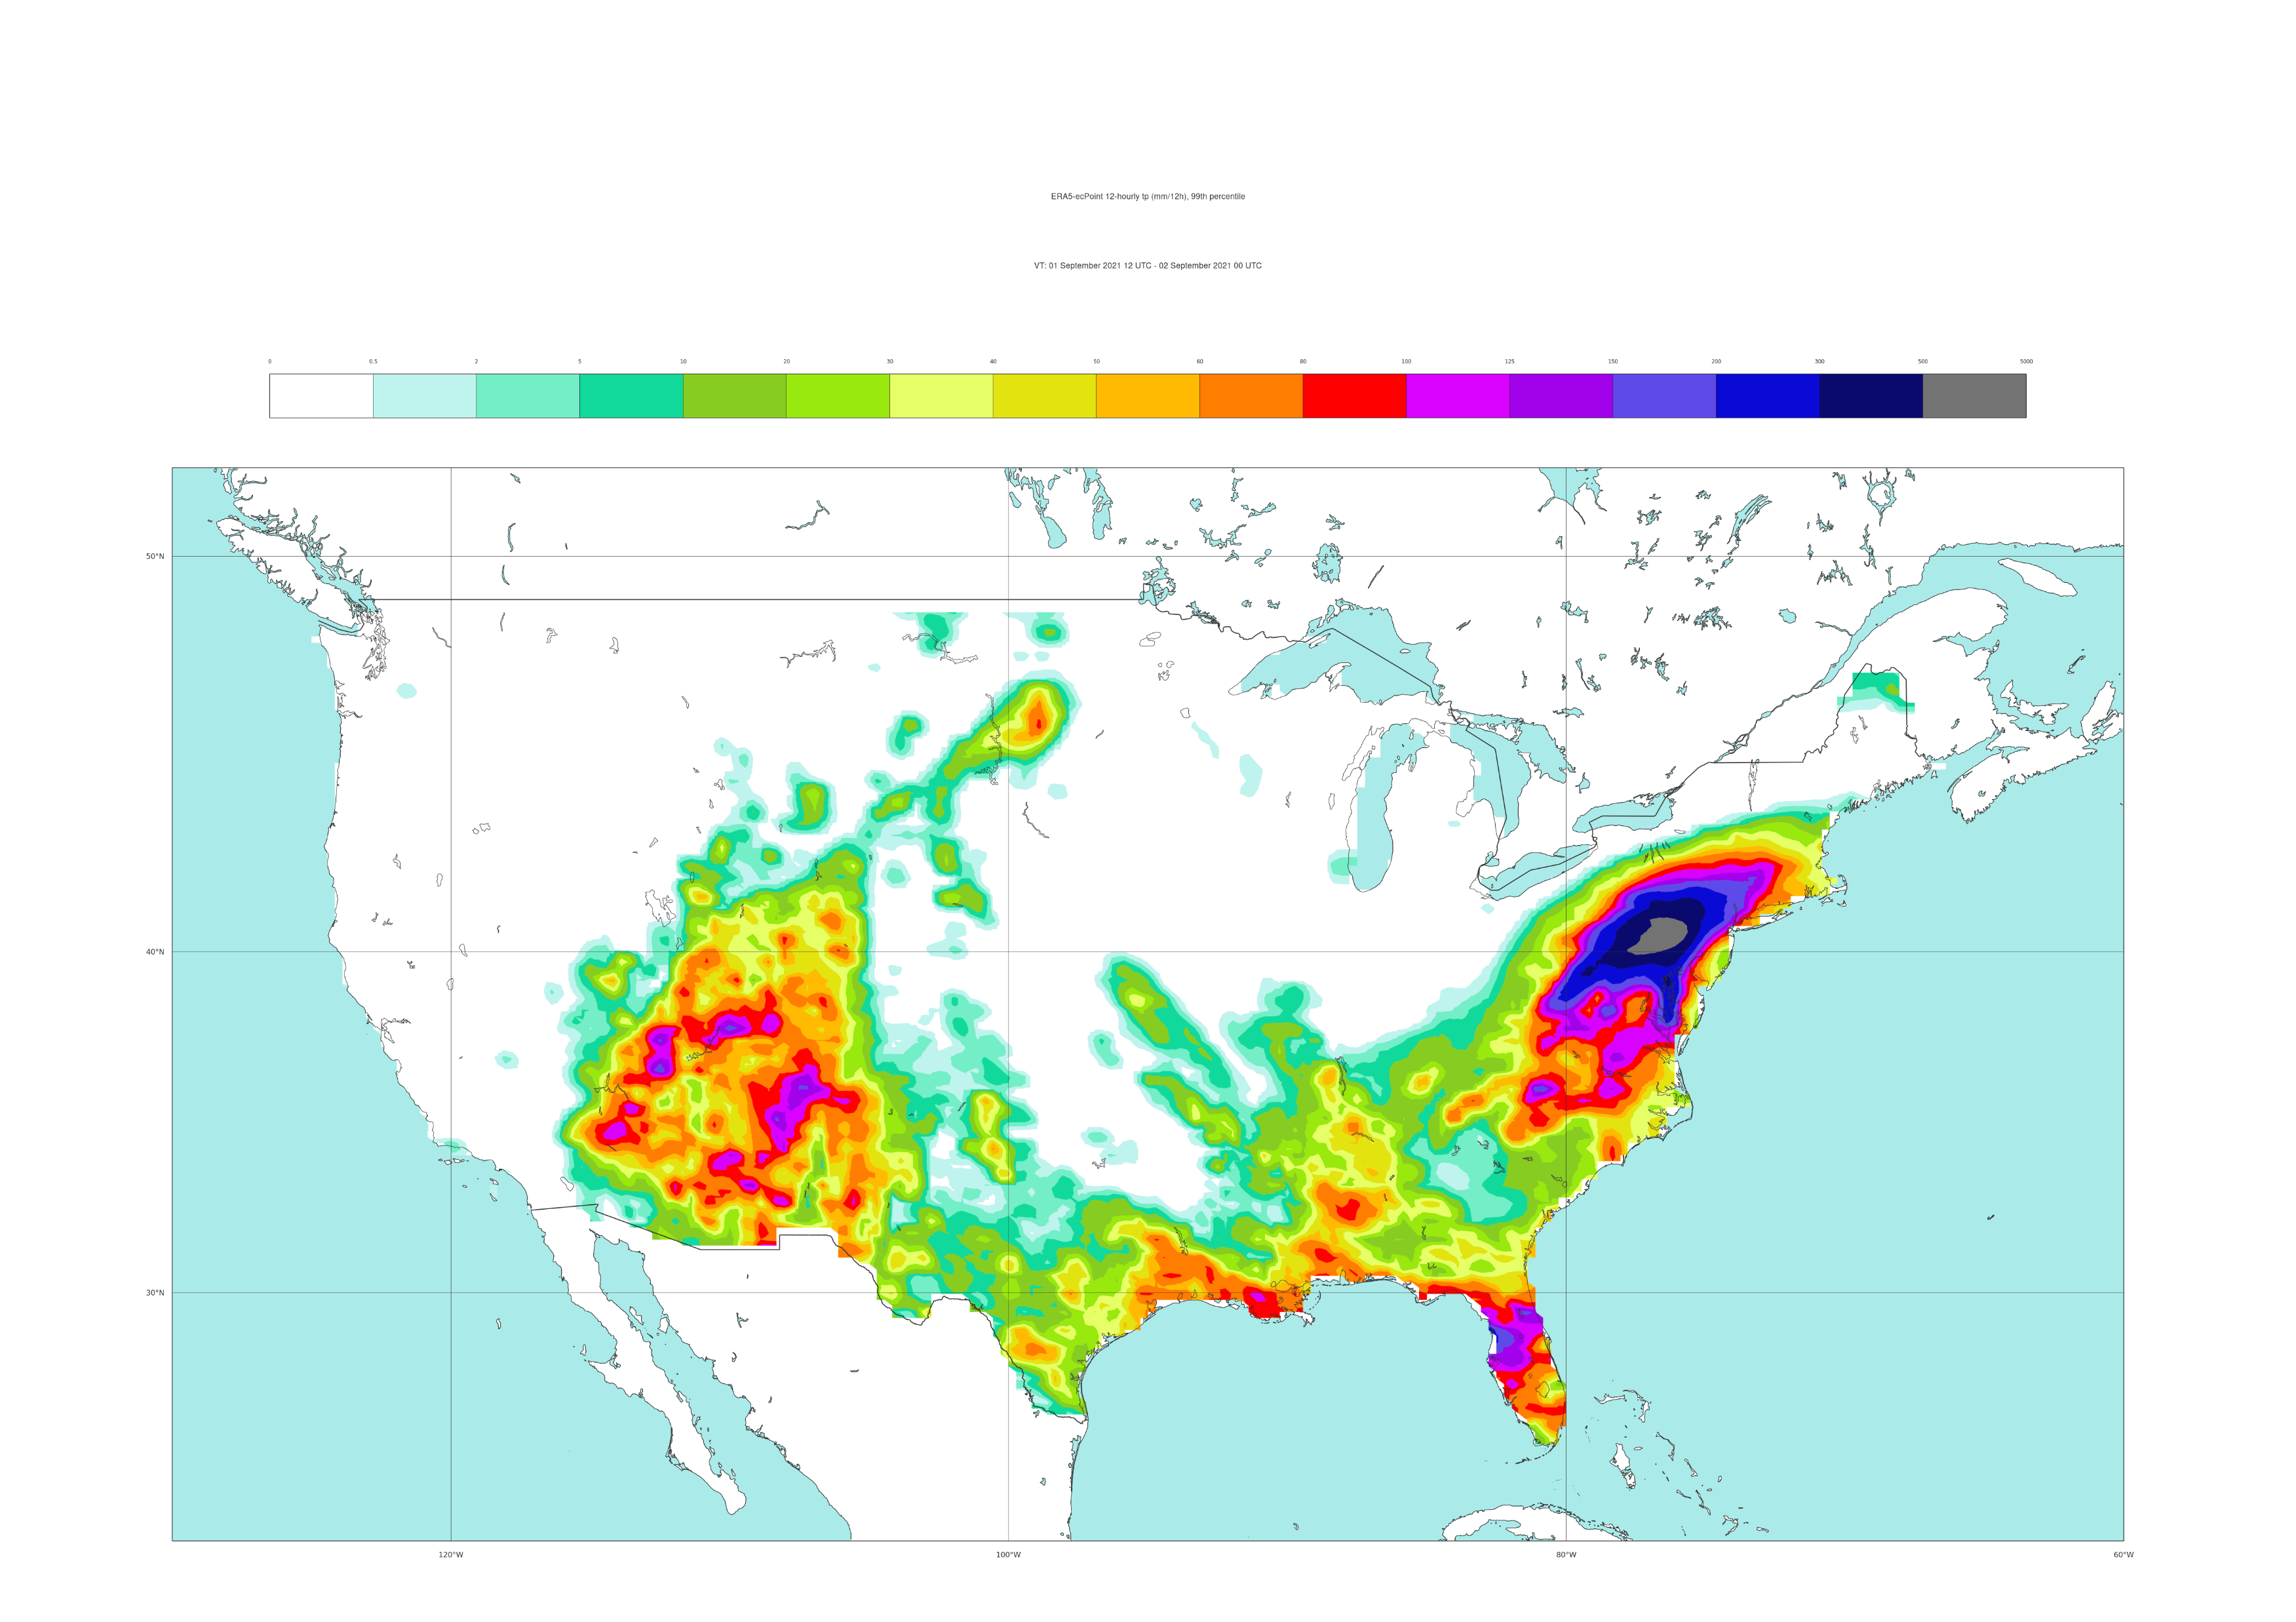 ERA5-ecPoint 12-hourly tp (mm/12h), 99th percentile
VT: 01 September 2021 12 UTC - 02 September 2021 00 UTC
0 0.5 2 5 10 20 30 40 50 60 80 100 125 150 200 300 500 5000
50°N
40°N
30°N
120°W 100°W 80°W 60°W